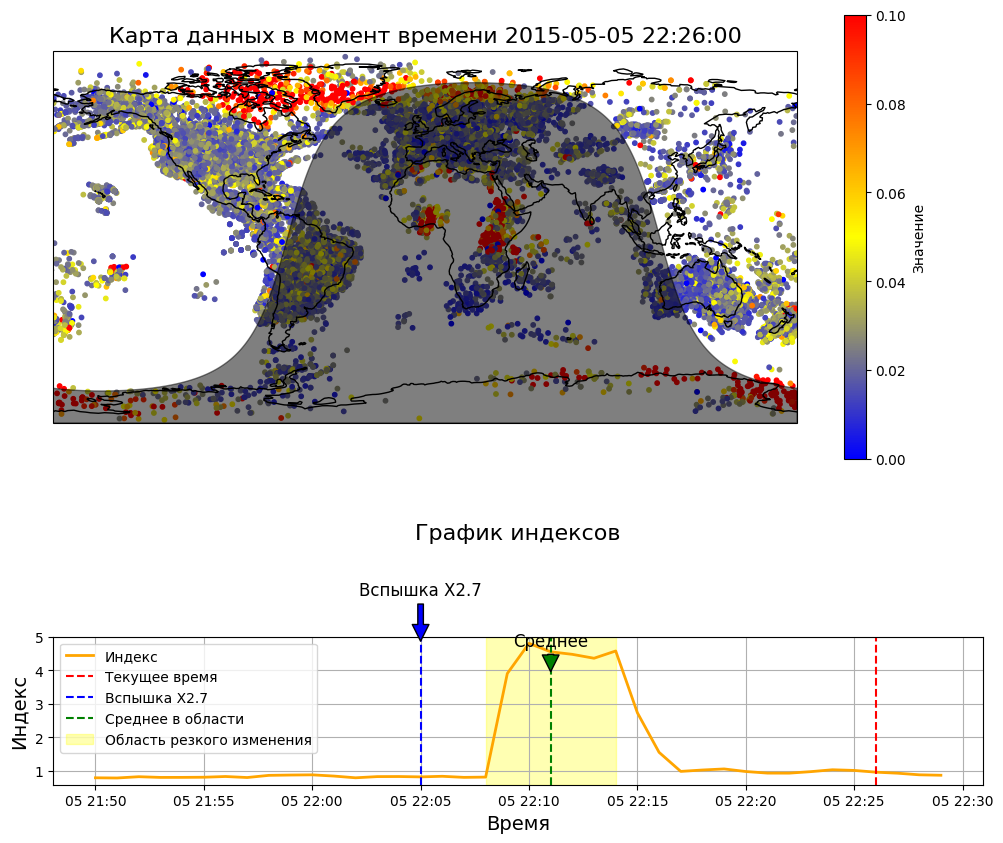 Карта данных в момент времени 2015-05-05 22:26:00
0.10
0.08
0.06
0.04
0.02
0.00
Значение
График индексов
Вспышка X2.7
Среднее
5
4
3
2
1
Индекс
Индекс
Текущее время
Вспышка X2.7
Среднее в области
Область резкого изменения
05 21:50
05 21:55
05 22:00
05 22:05
05 22:10
05 22:15
05 22:20
05 22:25
05 22:30
Время